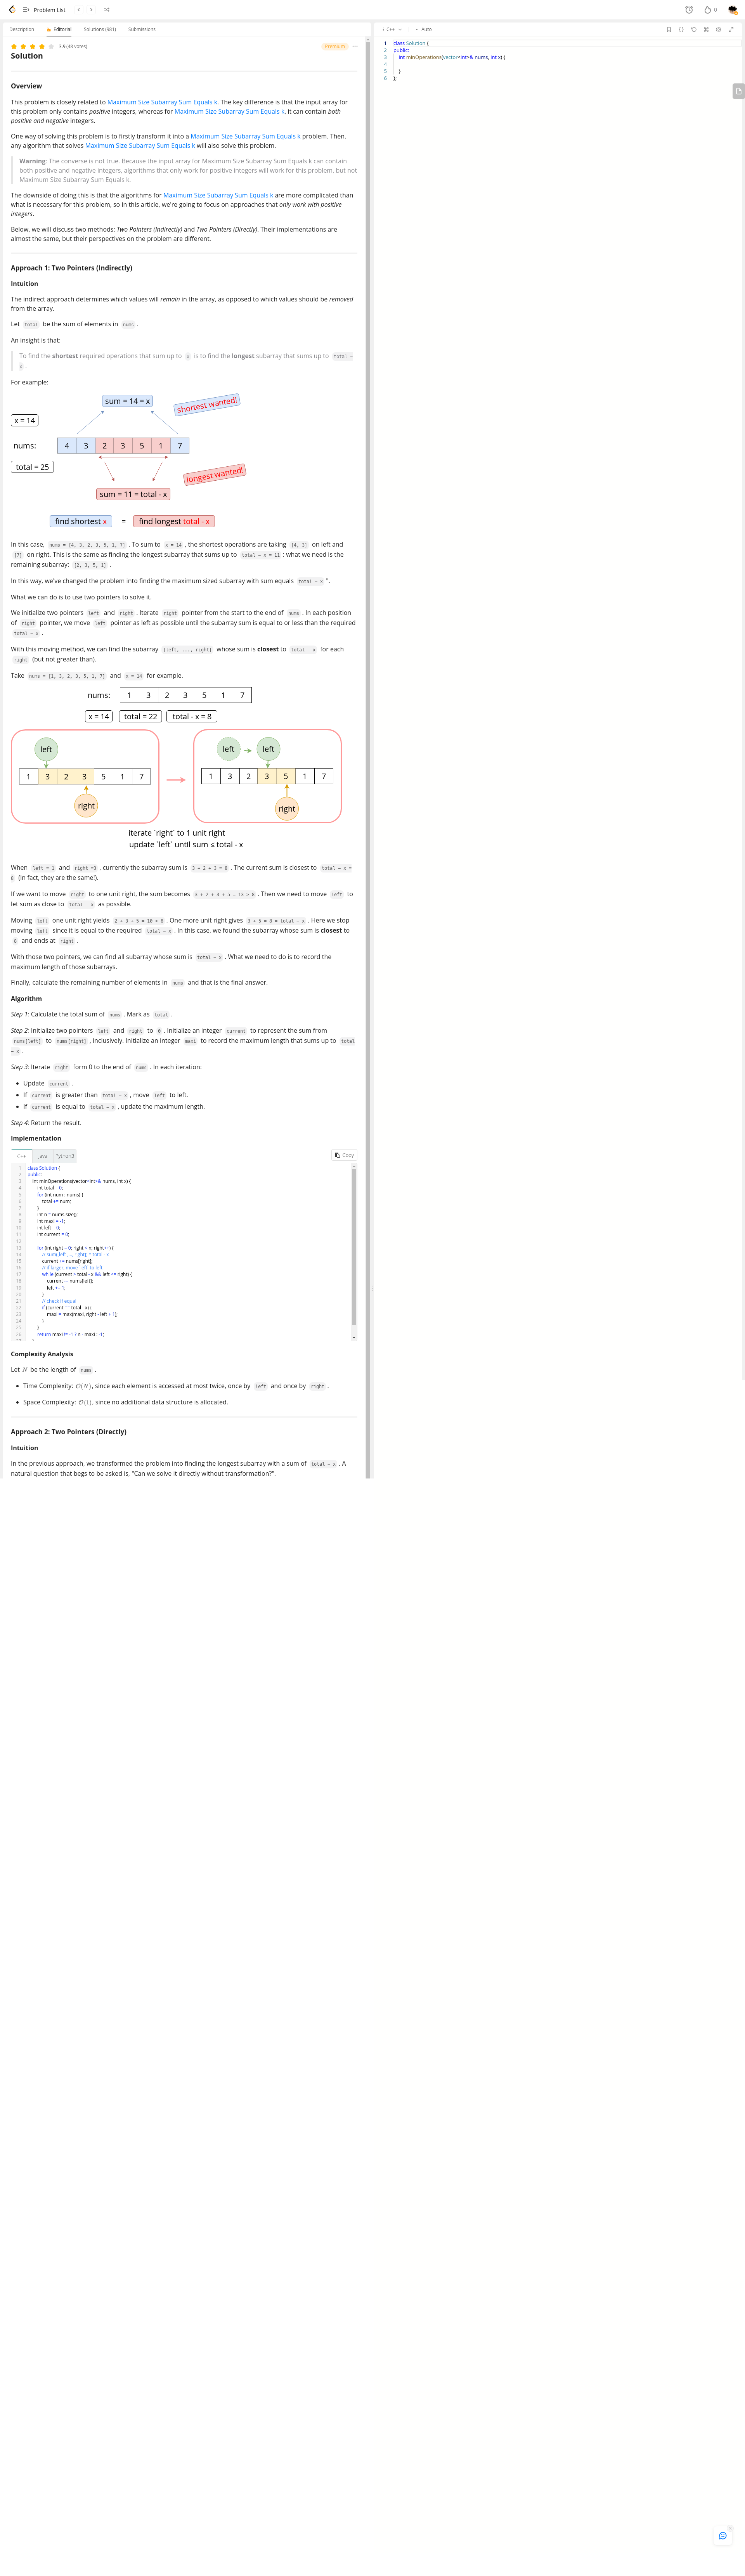 Problem List
0
Description
Editorial
Solutions (981)
Submissions
C++
Auto
3.9 (48 votes)
Premium
Solution
Overview
This problem is closely related to Maximum Size Subarray Sum Equals k. The key difference is that the input array for
this problem only contains positive integers, whereas for Maximum Size Subarray Sum Equals k, it can contain both
positive and negative integers.
One way of solving this problem is to firstly transform it into a Maximum Size Subarray Sum Equals k problem. Then,
any algorithm that solves Maximum Size Subarray Sum Equals k will also solve this problem.
Warning: The converse is not true. Because the input array for Maximum Size Subarray Sum Equals k can contain
both positive and negative integers, algorithms that only work for positive integers will work for this problem, but not
Maximum Size Subarray Sum Equals k.
The downside of doing this is that the algorithms for Maximum Size Subarray Sum Equals k are more complicated than
what is necessary for this problem, so in this article, we're going to focus on approaches that only work with positive
integers.
Below, we will discuss two methods: Two Pointers (Indirectly) and Two Pointers (Directly). Their implementations are
almost the same, but their perspectives on the problem are different.
Approach 1: Two Pointers (Indirectly)
Intuition
The indirect approach determines which values will remain in the array, as opposed to which values should be removed
from the array.
Let total be the sum of elements in nums .
An insight is that:
To find the shortest required operations that sum up to x is to find the longest subarray that sums up to total -
x .
For example:
sum = 14 = x
shortest wanted!
x = 14
nums:
4 3 2 3 5 1 7
total = 25
longest wanted!
sum = 11 = total - x
find shortest x = find longest total - x
In this case, nums = [4, 3, 2, 3, 5, 1, 7] . To sum to x = 14 , the shortest operations are taking [4, 3] on left and
[7] on right. This is the same as finding the longest subarray that sums up to total − x = 11 : what we need is the
remaining subarray: [2, 3, 5, 1] .
In this way, we've changed the problem into finding the maximum sized subarray with sum equals total − x ".
What we can do is to use two pointers to solve it.
We initialize two pointers left and right . Iterate right pointer from the start to the end of nums . In each position
of right pointer, we move left pointer as left as possible until the subarray sum is equal to or less than the required
total − x .
With this moving method, we can find the subarray [left, ..., right] whose sum is closest to total − x for each
right (but not greater than).
Take nums = [1, 3, 2, 3, 5, 1, 7] and x = 14 for example.
nums: 1 3 2 3 5 1 7
x = 14 total = 22 total - x = 8
left
1 3 2 3 5 1 7
right
left left
1 3 2 3 5 1 7
right
iterate `right` to 1 unit right
update `left` until sum ≤ total - x
When left = 1 and right =3 , currently the subarray sum is 3 + 2 + 3 = 8 . The current sum is closest to total − x =
8 (In fact, they are the same!).
If we want to move right to one unit right, the sum becomes 3 + 2 + 3 + 5 = 13 > 8 . Then we need to move left to
let sum as close to total − x as possible.
Moving left one unit right yields 2 + 3 + 5 = 10 > 8 . One more unit right gives 3 + 5 = 8 = total − x . Here we stop
moving left since it is equal to the required total − x . In this case, we found the subarray whose sum is closest to
8 and ends at right .
With those two pointers, we can find all subarray whose sum is total − x . What we need to do is to record the
maximum length of those subarrays.
Finally, calculate the remaining number of elements in nums and that is the final answer.
Algorithm
Step 1: Calculate the total sum of nums . Mark as total .
Step 2: Initialize two pointers left and right to 0 . Initialize an integer current to represent the sum from
nums[left] to nums[right] , inclusively. Initialize an integer maxi to record the maximum length that sums up to total
− x .
Step 3: Iterate right form 0 to the end of nums . In each iteration:
• Update current .
• If current is greater than total − x , move left to left.
• If current is equal to total − x , update the maximum length.
Step 4: Return the result.
Implementation
C++ Java Python3 Copy
1 class Solution {
2 public:
3 int minOperations(vector<int>& nums, int x) {
4 int total = 0;
5 for (int num : nums) {
6 total += num;
7 }
8 int n = nums.size();
9 int maxi = -1;
10 int left = 0;
11 int current = 0;
12
13 for (int right = 0; right < n; right++) {
14 // sum([left ,..., right]) = total - x
15 current += nums[right];
16 // if larger, move `left` to left
17 while (current > total - x && left <= right) {
18 current -= nums[left];
19 left += 1;
20 }
21 // check if equal
22 if (current == total - x) {
23 maxi = max(maxi, right - left + 1);
24 }
25 }
26 return maxi != -1 ? n - maxi : -1;
Complexity Analysis
Let N be the length of nums .
• Time Complexity: O(N), since each element is accessed at most twice, once by left and once by right .
• Space Complexity: O(1), since no additional data structure is allocated.
Approach 2: Two Pointers (Directly)
Intuition
In the previous approach, we transformed the problem into finding the longest subarray with a sum of total − x . A
natural question that begs to be asked is, "Can we solve it directly without transformation?".
1 class Solution {
2 public:
3 int minOperations(vector<int>& nums, int x) {
4
5 }
6 };